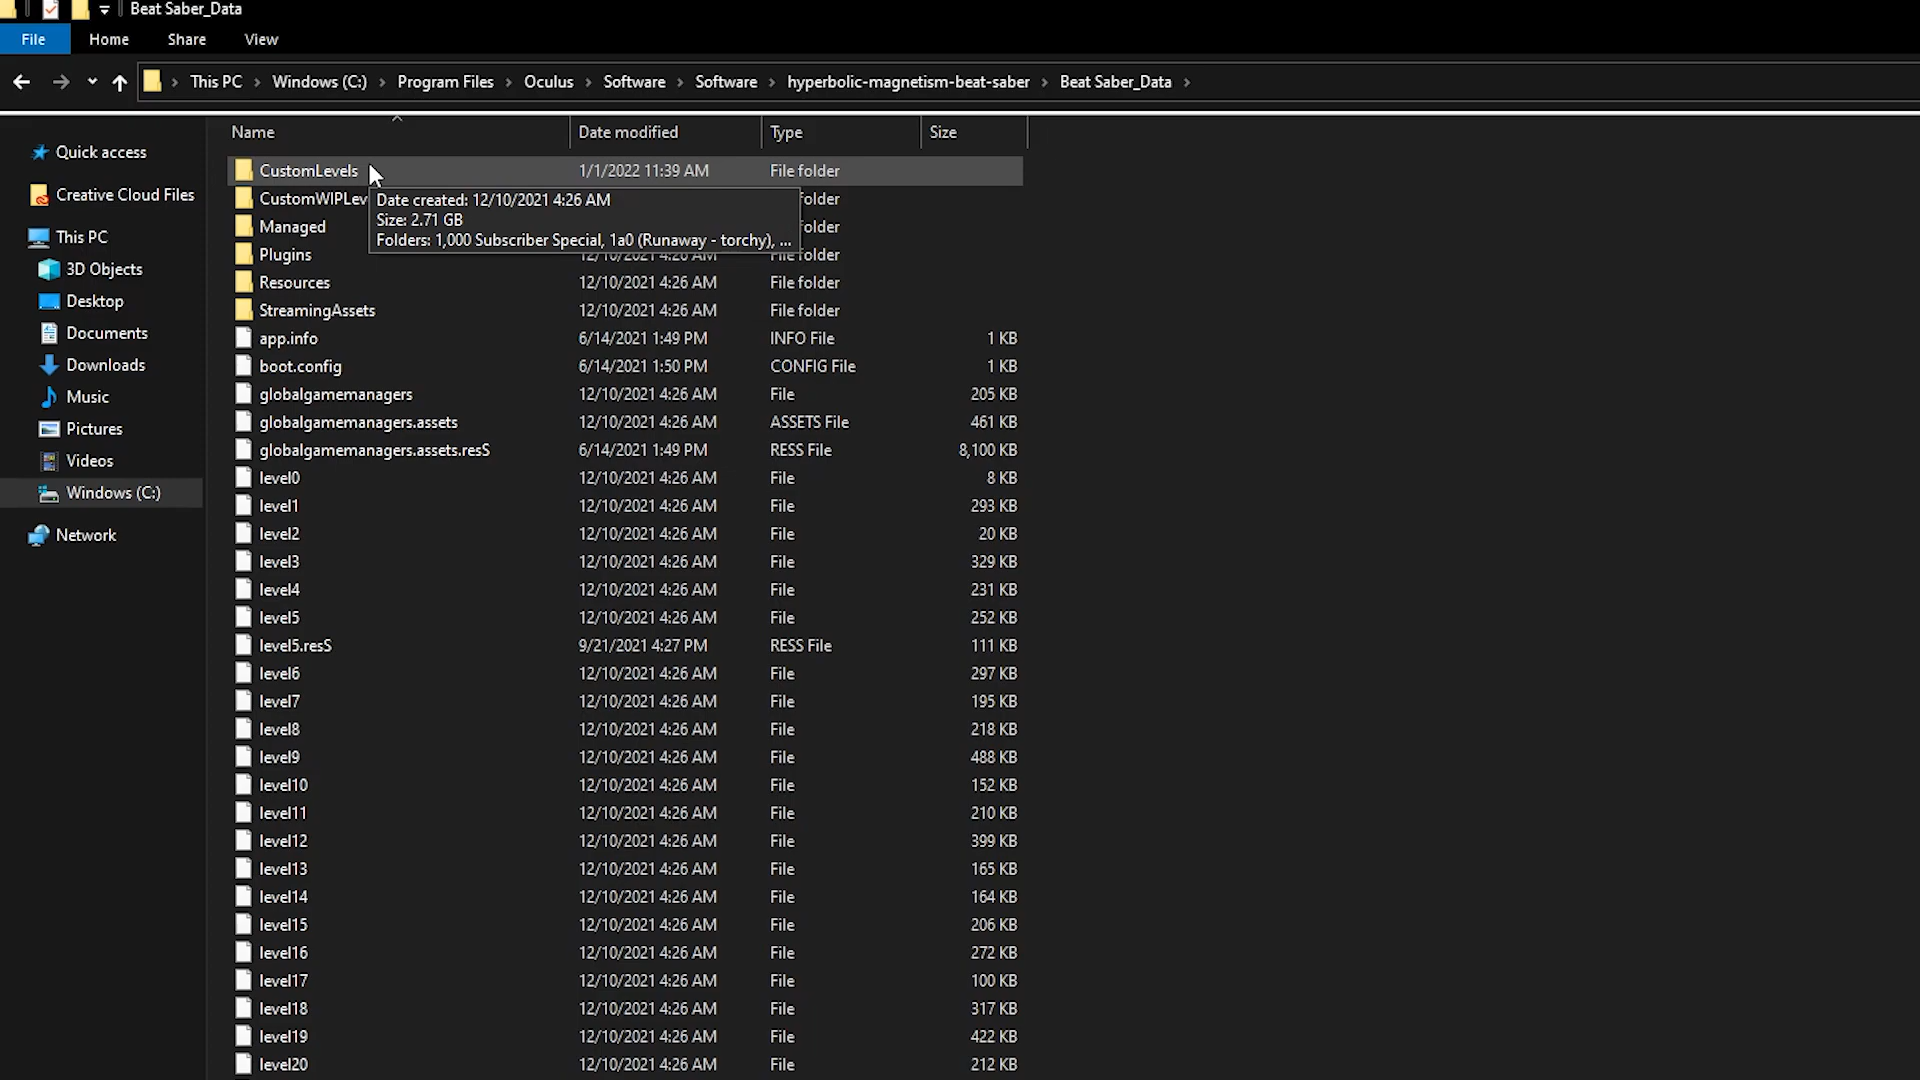 Beat Saber_Data
File Home Share View
This PC Windows (C:) Program Files Oculus Software Software hyperbolic-magnetism-beat-saber Beat Saber_Data
Name Date modified Type Size
Quick access
Creative Cloud Files
This PC
3D Objects
Desktop
Documents
Downloads
Music
Pictures
Videos
Windows (C:)
Network
CustomLevels 1/1/2022 11:39 AM File folder
CustomWIPLev folder
Date created: 12/10/2021 4:26 AM
Size: 2.71 GB
Folders: 1,000 Subscriber Special, 1a0 (Runaway - torchy), ...
Managed folder
Plugins 12/10/2021 4:26 AM File folder
Resources 12/10/2021 4:26 AM File folder
StreamingAssets 12/10/2021 4:26 AM File folder
app.info 6/14/2021 1:49 PM INFO File 1 KB
boot.config 6/14/2021 1:50 PM CONFIG File 1 KB
globalgamemanagers 12/10/2021 4:26 AM File 205 KB
globalgamemanagers.assets 12/10/2021 4:26 AM ASSETS File 461 KB
globalgamemanagers.assets.resS 6/14/2021 1:49 PM RESS File 8,100 KB
level0 12/10/2021 4:26 AM File 8 KB
level1 12/10/2021 4:26 AM File 293 KB
level2 12/10/2021 4:26 AM File 20 KB
level3 12/10/2021 4:26 AM File 329 KB
level4 12/10/2021 4:26 AM File 231 KB
level5 12/10/2021 4:26 AM File 252 KB
level5.resS 9/21/2021 4:27 PM RESS File 111 KB
level6 12/10/2021 4:26 AM File 297 KB
level7 12/10/2021 4:26 AM File 195 KB
level8 12/10/2021 4:26 AM File 218 KB
level9 12/10/2021 4:26 AM File 488 KB
level10 12/10/2021 4:26 AM File 152 KB
level11 12/10/2021 4:26 AM File 210 KB
level12 12/10/2021 4:26 AM File 399 KB
level13 12/10/2021 4:26 AM File 165 KB
level14 12/10/2021 4:26 AM File 164 KB
level15 12/10/2021 4:26 AM File 206 KB
level16 12/10/2021 4:26 AM File 272 KB
level17 12/10/2021 4:26 AM File 100 KB
level18 12/10/2021 4:26 AM File 317 KB
level19 12/10/2021 4:26 AM File 422 KB
level20 12/10/2021 4:26 AM File 212 KB